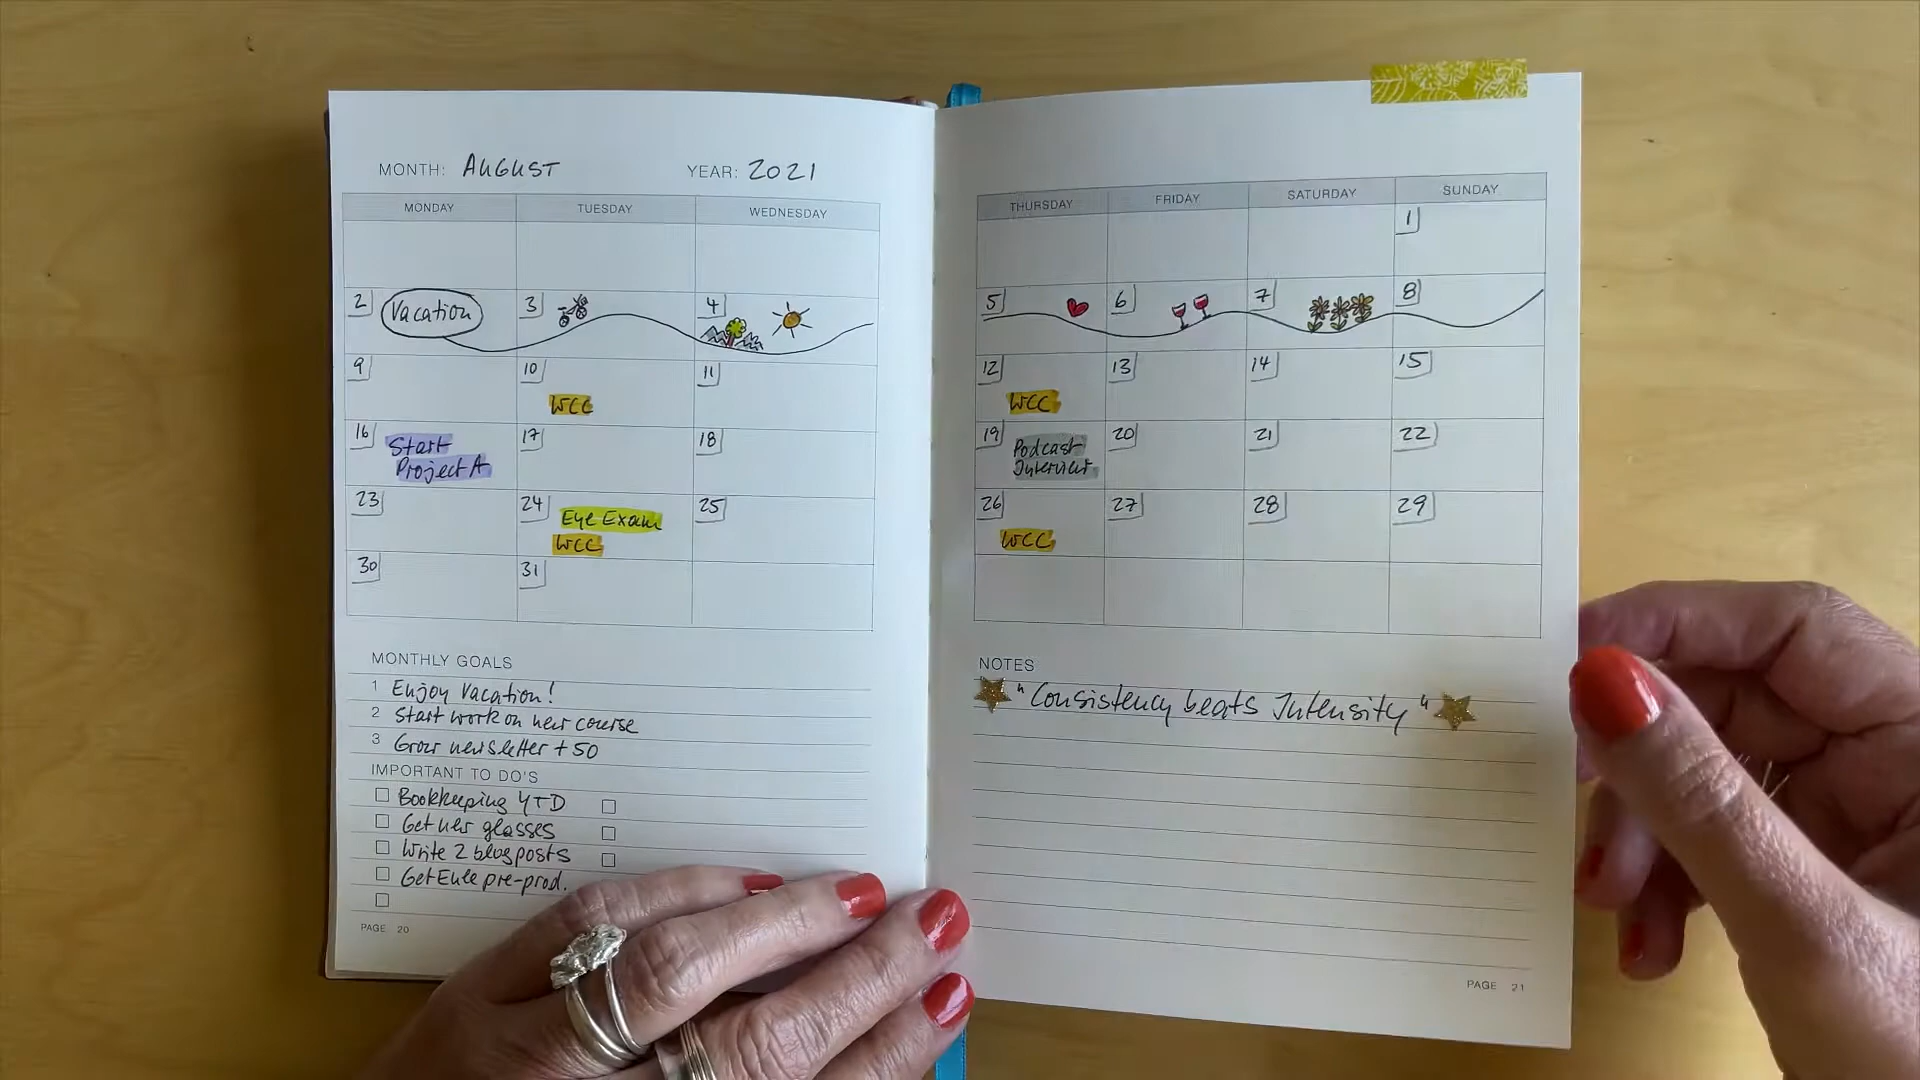 MONTH: AUGUST YEAR: 2021
MONDAY TUESDAY WEDNESDAY
2 Vacation 3 4
9 10 11
WCC
16 Start 17 18
Project A
23 24 Eye Exam 25
WCC
30 31
MONTHLY GOALS
1 Enjoy Vacation!
2 Start work on new course
3 Grow newsletter + 50
IMPORTANT TO DO'S
Bookkeeping YTD
Get new glasses
Write 2 blogposts
Get Eule pre-prod.
PAGE 20
THURSDAY FRIDAY SATURDAY SUNDAY
1
5 6 7 8
12 13 14 15
WCC
19 Podcast 20 21 22
Interview
26 27 28 29
WCC
NOTES
"Consistency beats Intensity"
PAGE 21